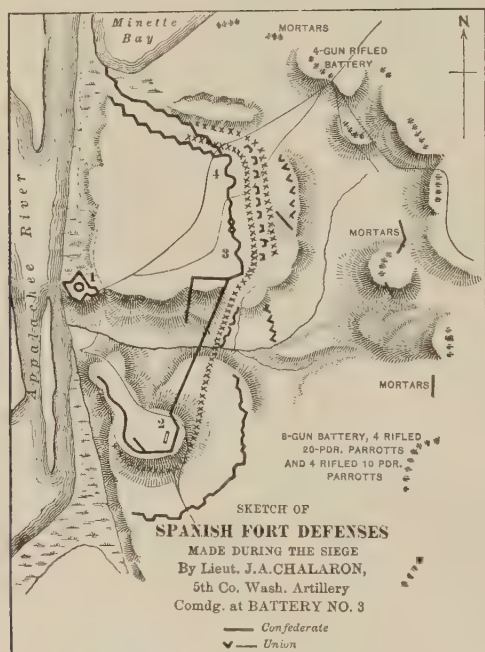 Minette
Bay
MORTARS
N
4-GUN RIFLED
BATTERY
4
Appalachee River
3
MORTARS
1
MORTARS
2
8-GUN BATTERY, 4 RIFLED
20-PDR. PARROTTS
AND 4 RIFLED 10 PDR.
PARROTTS
SKETCH OF
SPANISH FORT DEFENSES
MADE DURING THE SIEGE
By Lieut. J.A.CHALARON,
5th Co. Wash. Artillery
Comdg. at BATTERY NO. 3
Confederate
Union